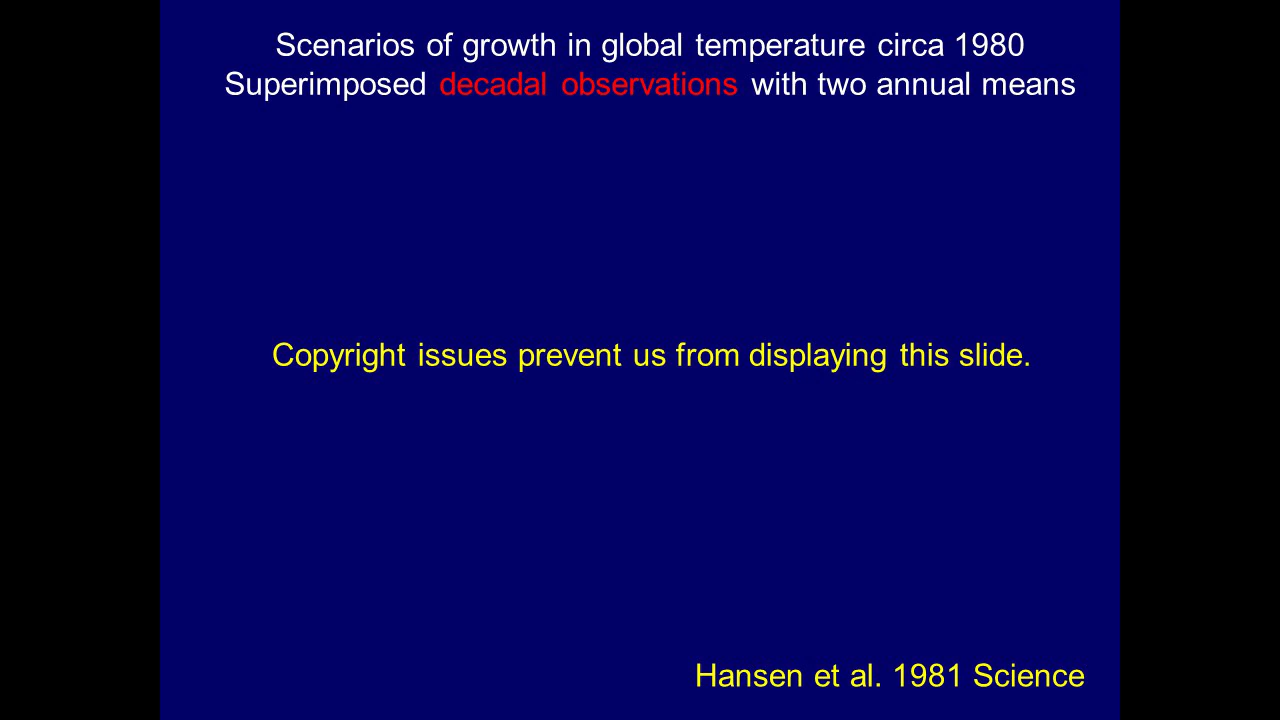 Scenarios of growth in global temperature circa 1980
Superimposed decadal observations with two annual means
Copyright issues prevent us from displaying this slide.
Hansen et al. 1981 Science